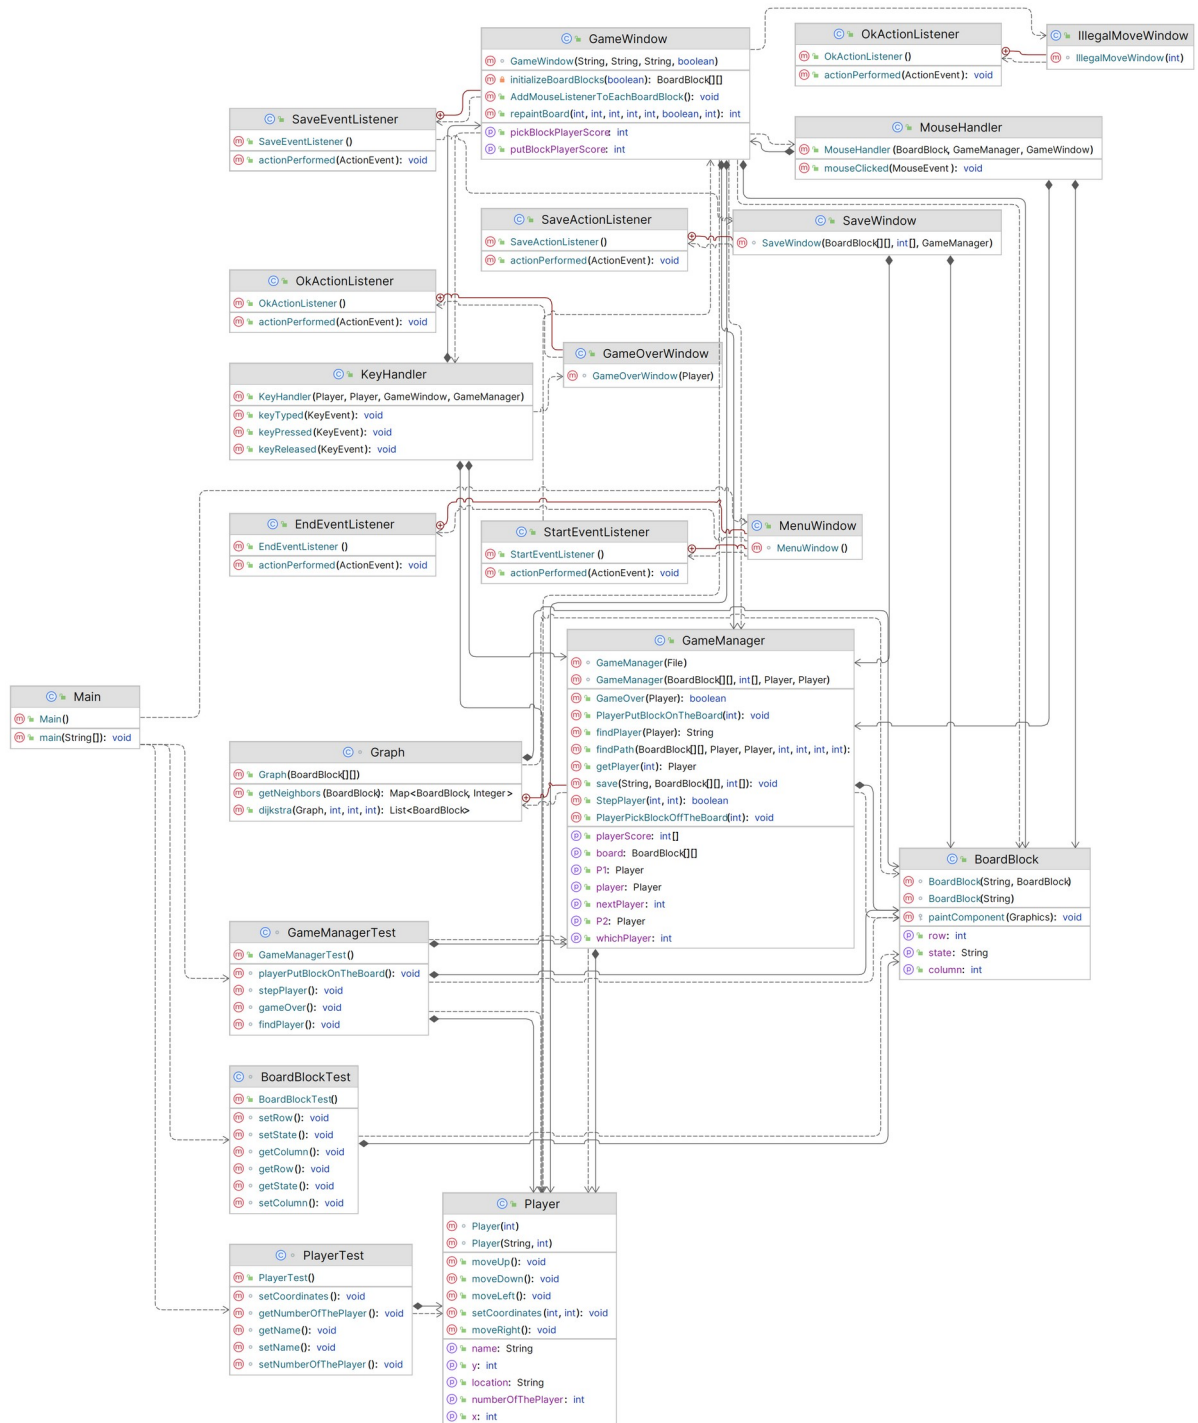 GameWindow
GameWindow(String, String, String, boolean)
initializeBoardBlocks(boolean): BoardBlock[][]
AddMouseListenerToEachBoardBlock(): void
repaintBoard(int, int, int, int, int, boolean, int): int
pickBlockPlayerScore: int
putBlockPlayerScore: int
OkActionListener
OkActionListener()
actionPerformed(ActionEvent): void
IllegalMoveWindow
IllegalMoveWindow(int)
SaveEventListener
SaveEventListener()
actionPerformed(ActionEvent): void
MouseHandler
MouseHandler(BoardBlock, GameManager, GameWindow)
mouseClicked(MouseEvent): void
SaveActionListener
SaveActionListener()
actionPerformed(ActionEvent): void
SaveWindow
SaveWindow(BoardBlock[][], int[], GameManager)
OkActionListener
OkActionListener()
actionPerformed(ActionEvent): void
GameOverWindow
GameOverWindow(Player)
KeyHandler
KeyHandler(Player, Player, GameWindow, GameManager)
keyTyped(KeyEvent): void
keyPressed(KeyEvent): void
keyReleased(KeyEvent): void
EndEventListener
EndEventListener()
actionPerformed(ActionEvent): void
StartEventListener
StartEventListener()
actionPerformed(ActionEvent): void
MenuWindow
MenuWindow()
GameManager
GameManager(File)
GameManager(BoardBlock[][], int[], Player, Player)
GameOver(Player): boolean
PlayerPutBlockOnTheBoard(int): void
findPlayer(Player): String
findPath(BoardBlock[][], Player, Player, int, int, int, int):
getPlayer(int): Player
save(String, BoardBlock[][], int[]): void
StepPlayer(int, int): boolean
PlayerPickBlockOffTheBoard(int): void
playerScore: int[]
board: BoardBlock[][]
P1: Player
player: Player
nextPlayer: int
P2: Player
whichPlayer: int
Main
Main()
main(String[]): void
Graph
Graph(BoardBlock[][])
getNeighbors(BoardBlock): Map<BoardBlock, Integer>
dijkstra(Graph, int, int, int): List<BoardBlock>
BoardBlock
BoardBlock(String, BoardBlock)
BoardBlock(String)
paintComponent(Graphics): void
row: int
state: String
column: int
GameManagerTest
GameManagerTest()
playerPutBlockOnTheBoard(): void
stepPlayer(): void
gameOver(): void
findPlayer(): void
BoardBlockTest
BoardBlockTest()
setRow(): void
setState(): void
getColumn(): void
getRow(): void
getState(): void
setColumn(): void
Player
Player(int)
Player(String, int)
moveUp(): void
moveDown(): void
moveLeft(): void
setCoordinates(int, int): void
moveRight(): void
name: String
y: int
location: String
numberOfThePlayer: int
x: int
PlayerTest
PlayerTest()
setCoordinates(): void
getNumberOfThePlayer(): void
getName(): void
setName(): void
setNumberOfThePlayer(): void